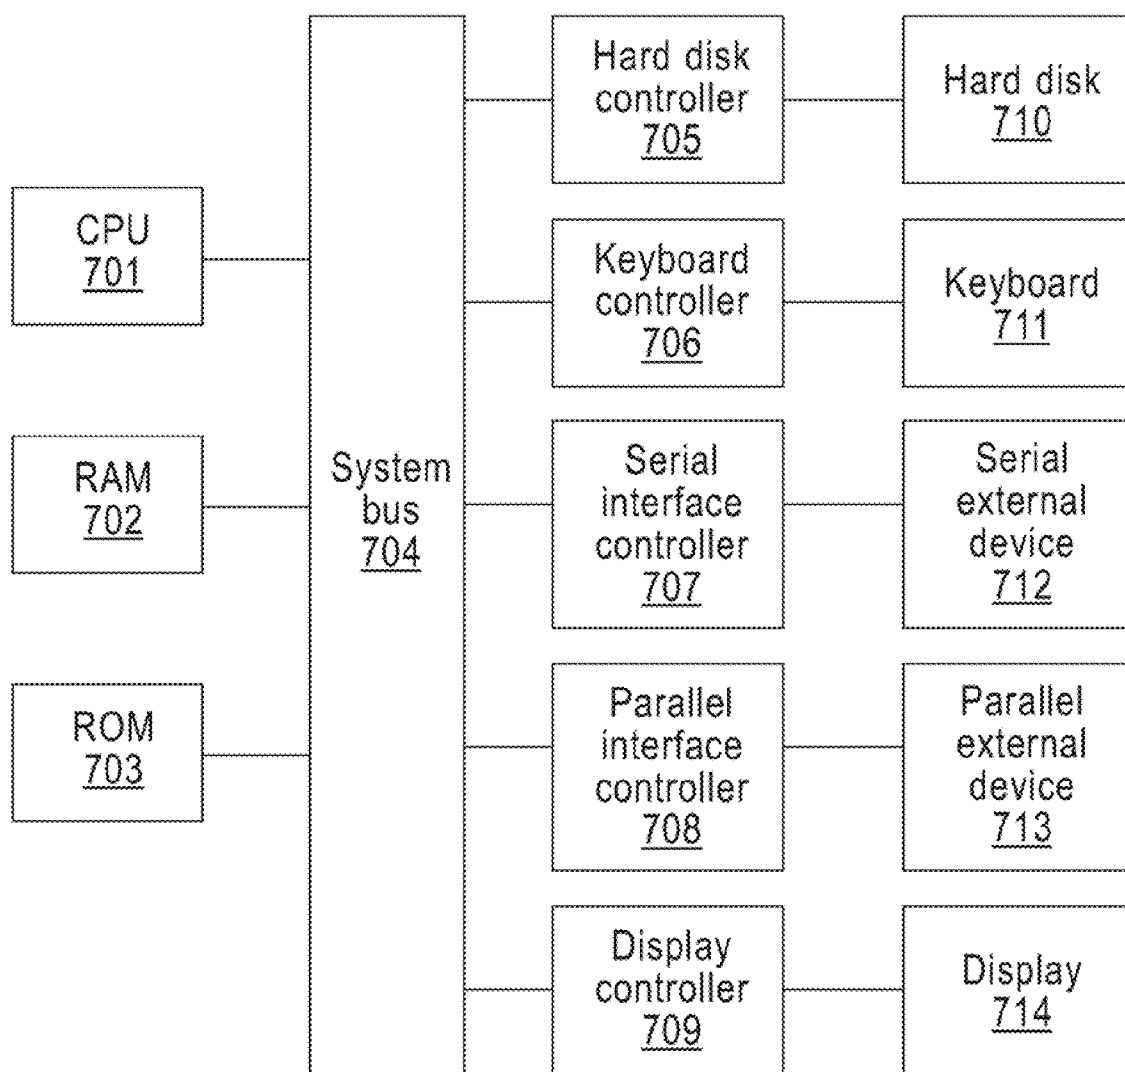 CPU
701
RAM
702
ROM
703
System
bus
704
Hard disk
controller
705
Hard disk
710
Keyboard
controller
706
Keyboard
711
Serial
interface
controller
707
Serial
external
device
712
Parallel
interface
controller
708
Parallel
external
device
713
Display
controller
709
Display
714